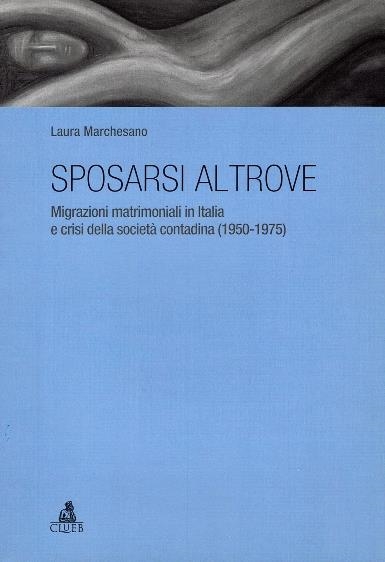 Laura Marchesano
SPOSARSI ALTROVE
Migrazioni matrimoniali in Italia
e crisi della società contadina (1950-1975)
CLUEB